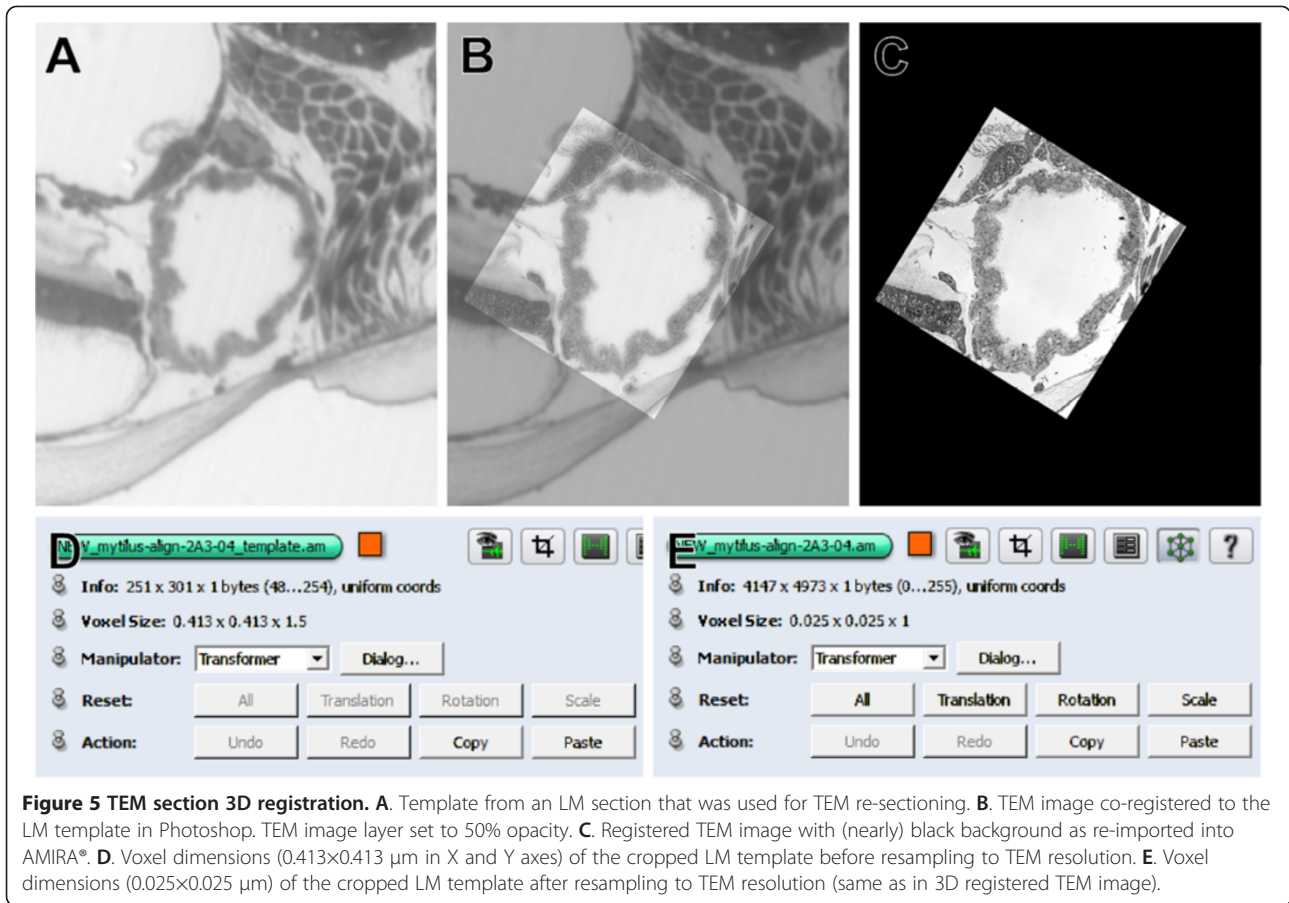 A
B
C
D
NEW_mytilus-align-2A3-04_template.am
Info: 251 x 301 x 1 bytes (48...254), uniform coords
Voxel Size: 0.413 x 0.413 x 1.5
Manipulator: Transformer Dialog...
Reset: All Translation Rotation Scale
Action: Undo Redo Copy Paste
E
NEW_mytilus-align-2A3-04.am ?
Info: 4147 x 4973 x 1 bytes (0...255), uniform coords
Voxel Size: 0.025 x 0.025 x 1
Manipulator: Transformer Dialog...
Reset: All Translation Rotation Scale
Action: Undo Redo Copy Paste
Figure 5 TEM section 3D registration. A. Template from an LM section that was used for TEM re-sectioning. B. TEM image co-registered to the
LM template in Photoshop. TEM image layer set to 50% opacity. C. Registered TEM image with (nearly) black background as re-imported into
AMIRA®. D. Voxel dimensions (0.413×0.413 μm in X and Y axes) of the cropped LM template before resampling to TEM resolution. E. Voxel
dimensions (0.025×0.025 μm) of the cropped LM template after resampling to TEM resolution (same as in 3D registered TEM image).